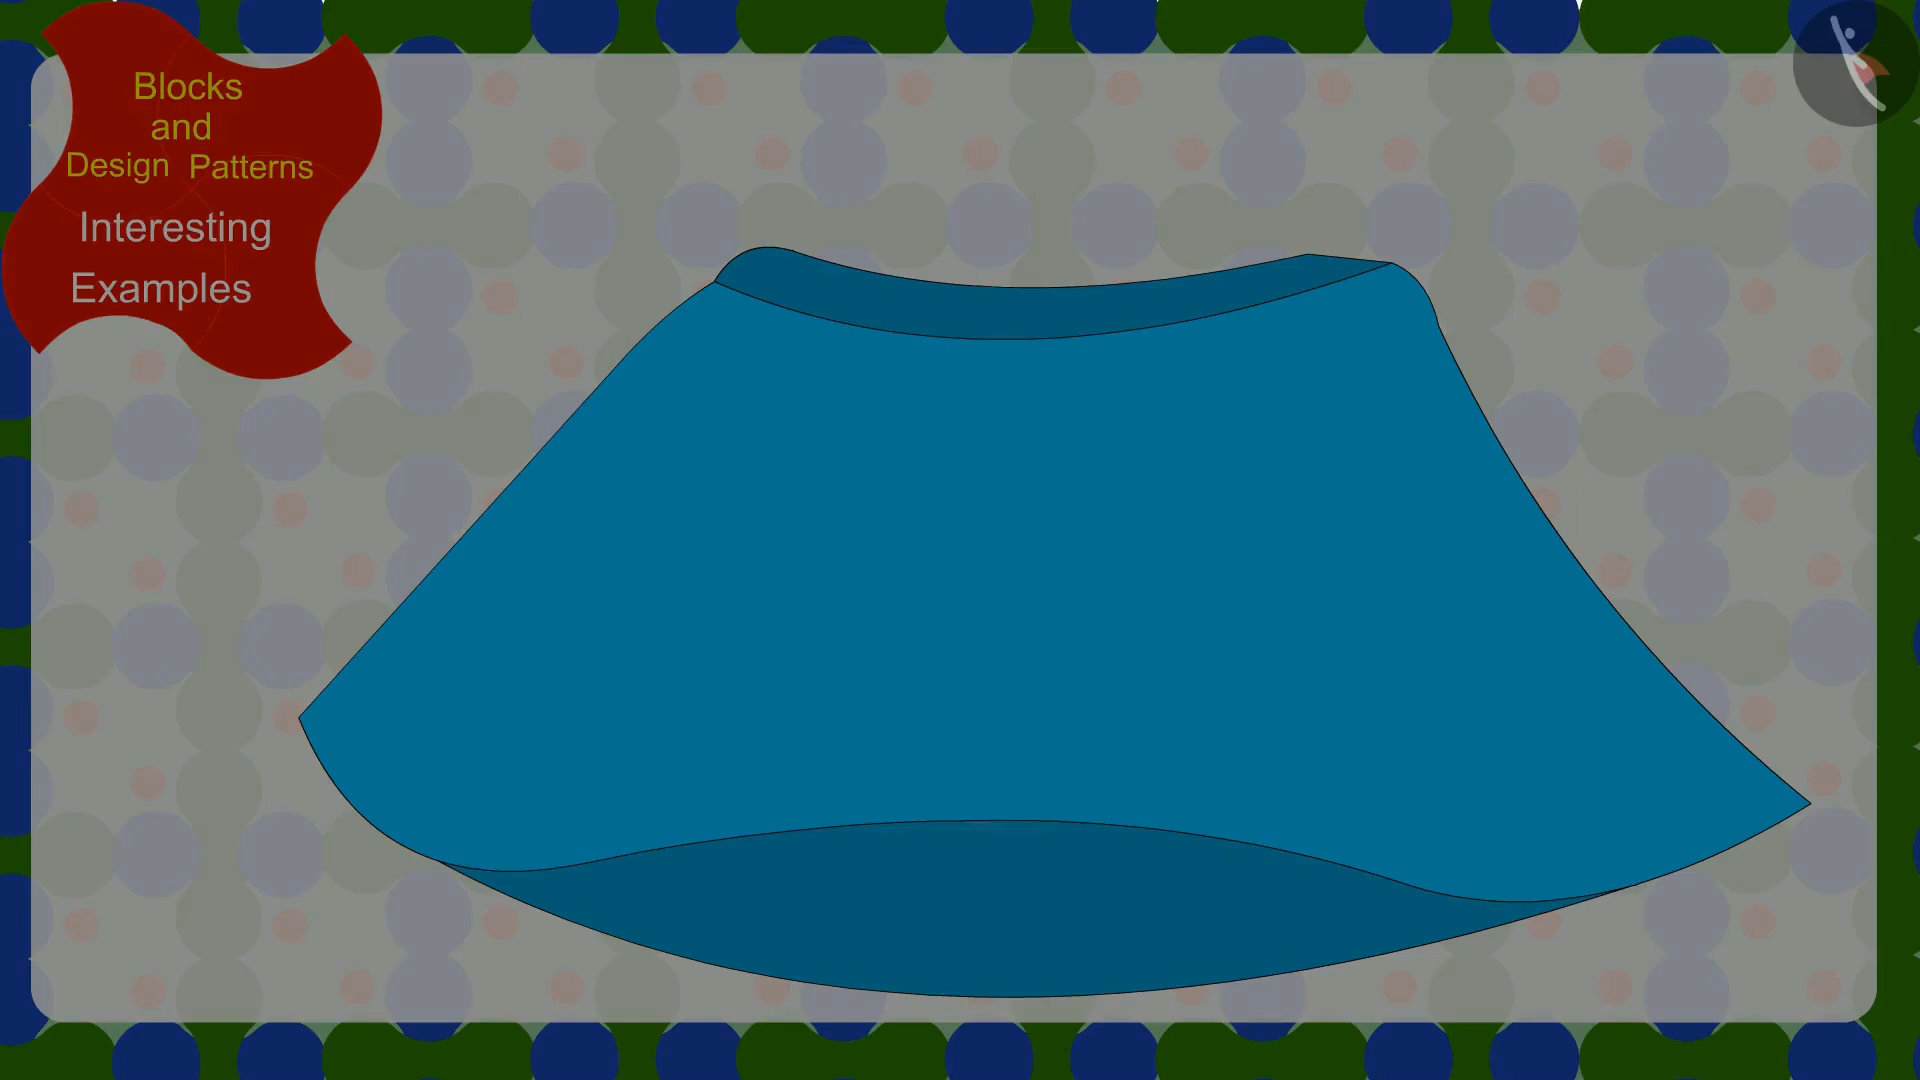 Blocks
and
Design Patterns
Interesting
Examples